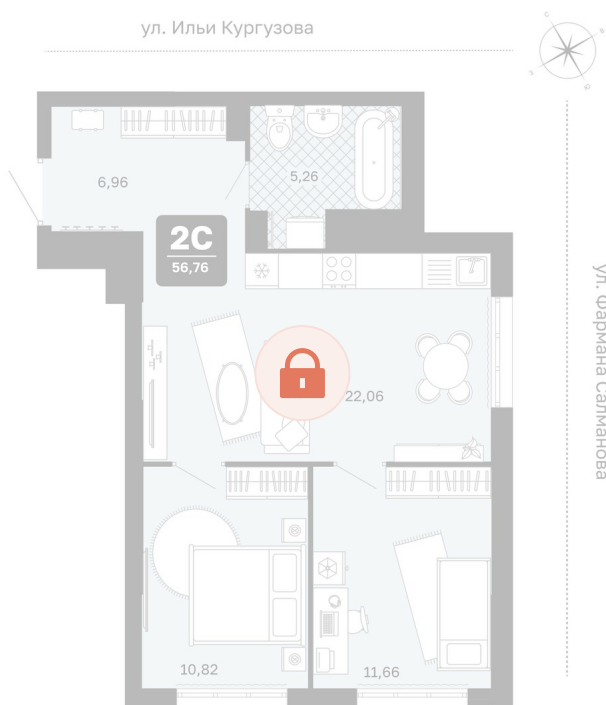 ул. Ильи Кургузова
С
В
З
Ю
6,96
5,26
2С
56,76
22,06
ул. Фармана Салманова
10,82
11,66